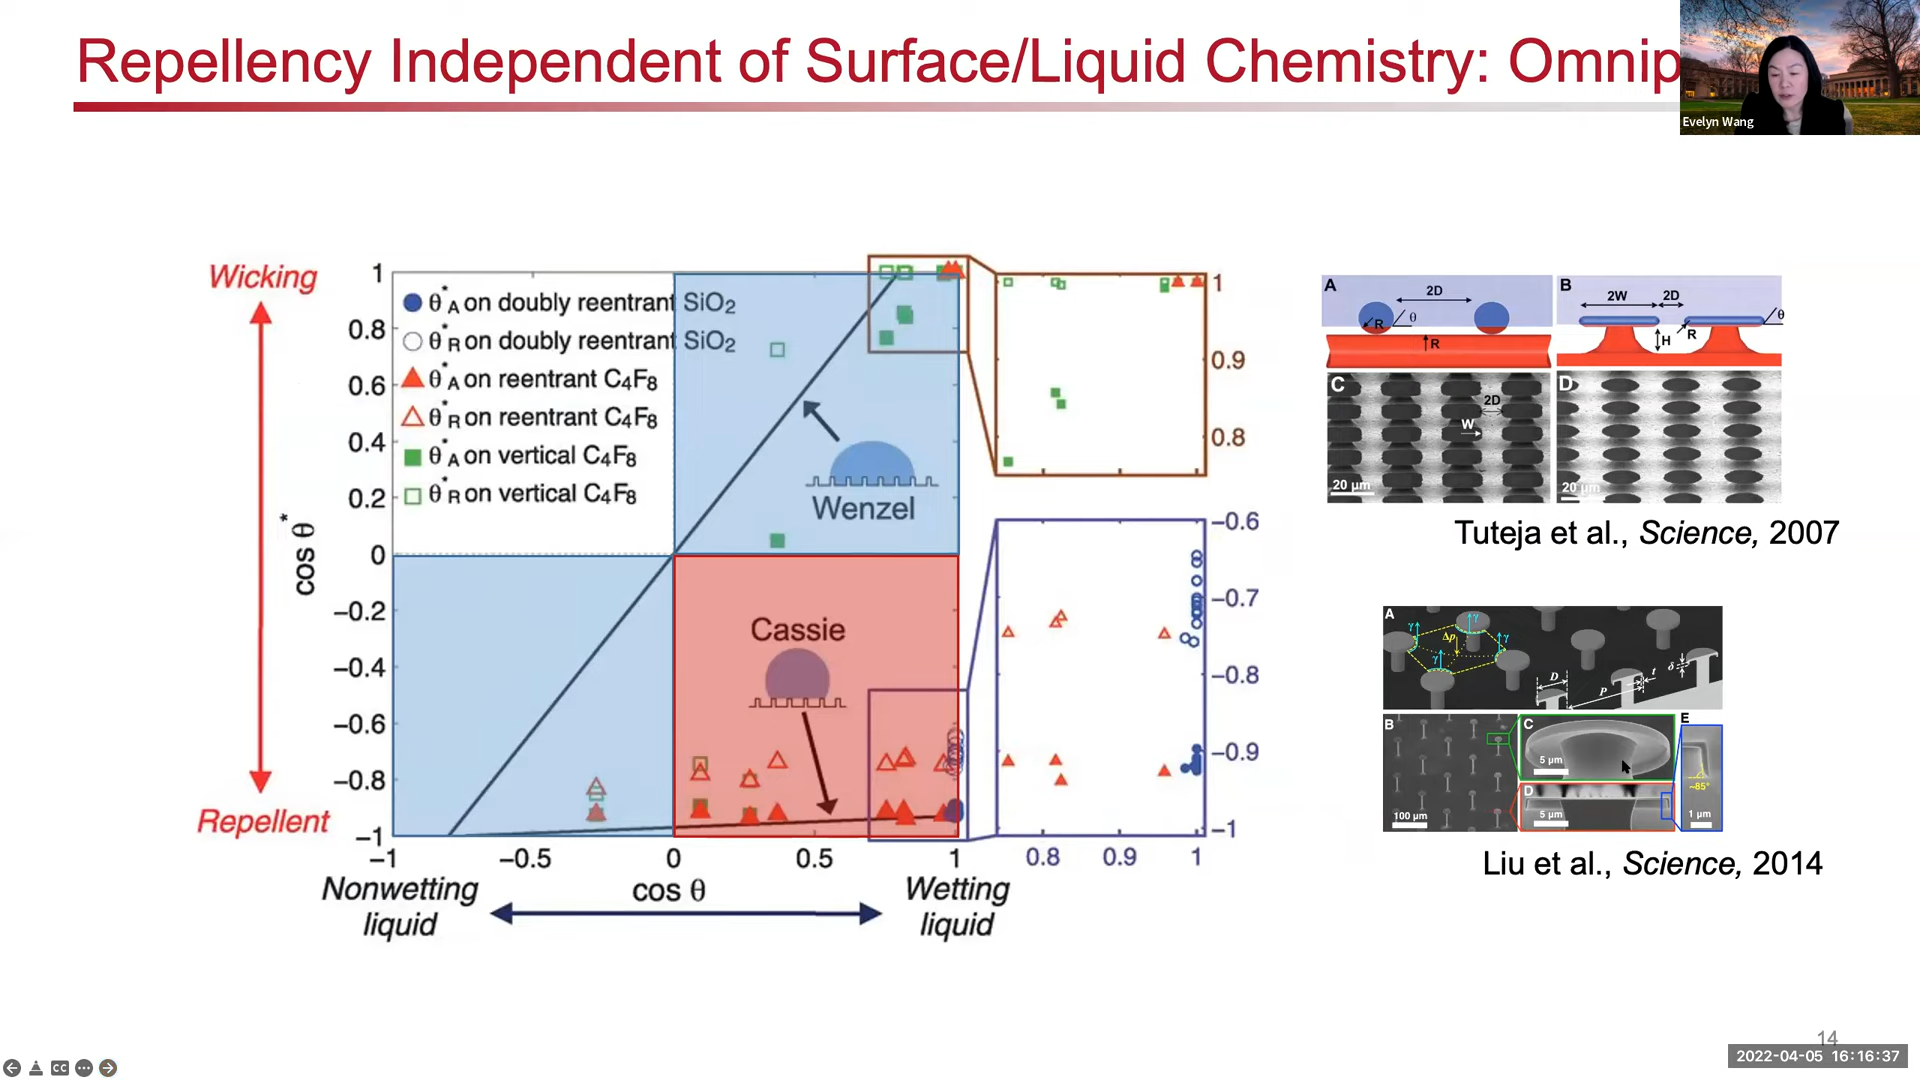 Repellency Independent of Surface/Liquid Chemistry: Omnip
Evelyn Wang
Wicking
Repellent
cos θ*
1
0.8
0.6
0.4
0.2
0
−0.2
−0.4
−0.6
−0.8
−1
θ*A on doubly reentrant SiO2
θ*R on doubly reentrant SiO2
θ*A on reentrant C4F8
θ*R on reentrant C4F8
θ*A on vertical C4F8
θ*R on vertical C4F8
Wenzel
Cassie
−1
−0.5
0
0.5
1
Nonwetting
liquid
cos θ
Wetting
liquid
1
0.9
0.8
−0.6
−0.7
−0.8
−0.9
−1
0.8
0.9
1
A
2D
R
θ
R
B
2W
2D
θ
R
H
C
2D
W
20 µm
D
20 µm
Tuteja et al., Science, 2007
A
γ
γ
γ
γ
Δp
D
P
t
δ
B
100 µm
C
5 µm
D
5 µm
E
~85°
1 µm
Liu et al., Science, 2014
14
2022-04-05 16:16:37
CC